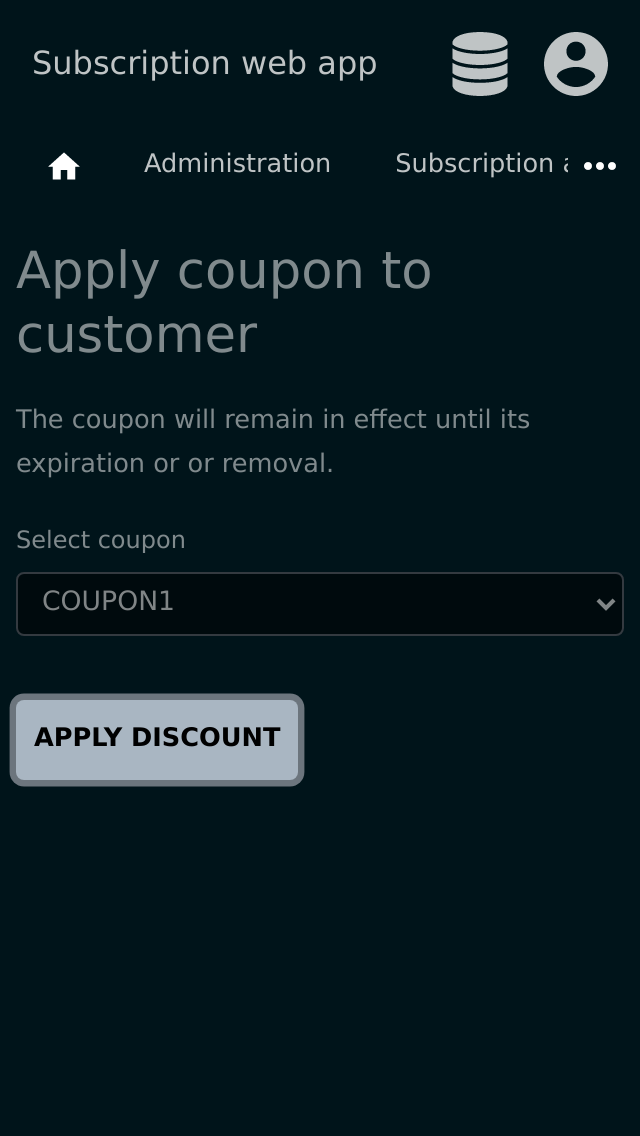 Subscription web app
Administration
Subscription
Apply coupon to
customer
The coupon will remain in effect until its
expiration or or removal.
Select coupon
COUPON1
APPLY DISCOUNT